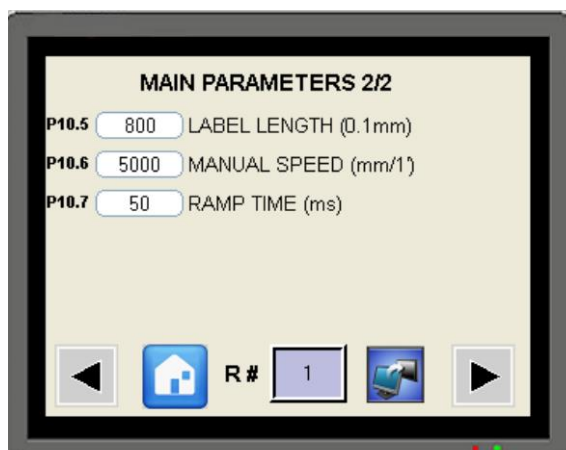 MAIN PARAMETERS 2/2
P10.5 800 LABEL LENGTH (0.1mm)
P10.6 5000 MANUAL SPEED (mm/1')
P10.7 50 RAMP TIME (ms)
R# 1